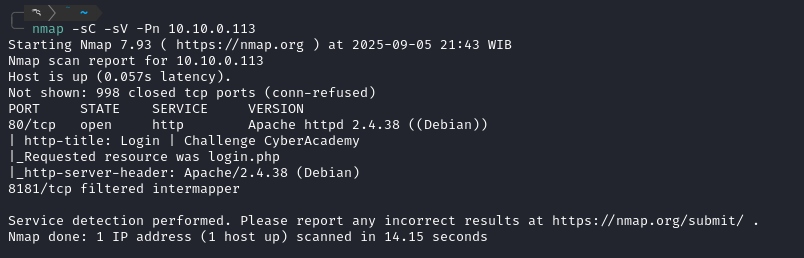 ~
nmap -sC -sV -Pn 10.10.0.113
Starting Nmap 7.93 ( https://nmap.org ) at 2025-09-05 21:43 WIB
Nmap scan report for 10.10.0.113
Host is up (0.057s latency).
Not shown: 998 closed tcp ports (conn-refused)
PORT     STATE    SERVICE     VERSION
80/tcp   open     http        Apache httpd 2.4.38 ((Debian))
| http-title: Login | Challenge CyberAcademy
|_Requested resource was login.php
|_http-server-header: Apache/2.4.38 (Debian)
8181/tcp filtered intermapper

Service detection performed. Please report any incorrect results at https://nmap.org/submit/ .
Nmap done: 1 IP address (1 host up) scanned in 14.15 seconds